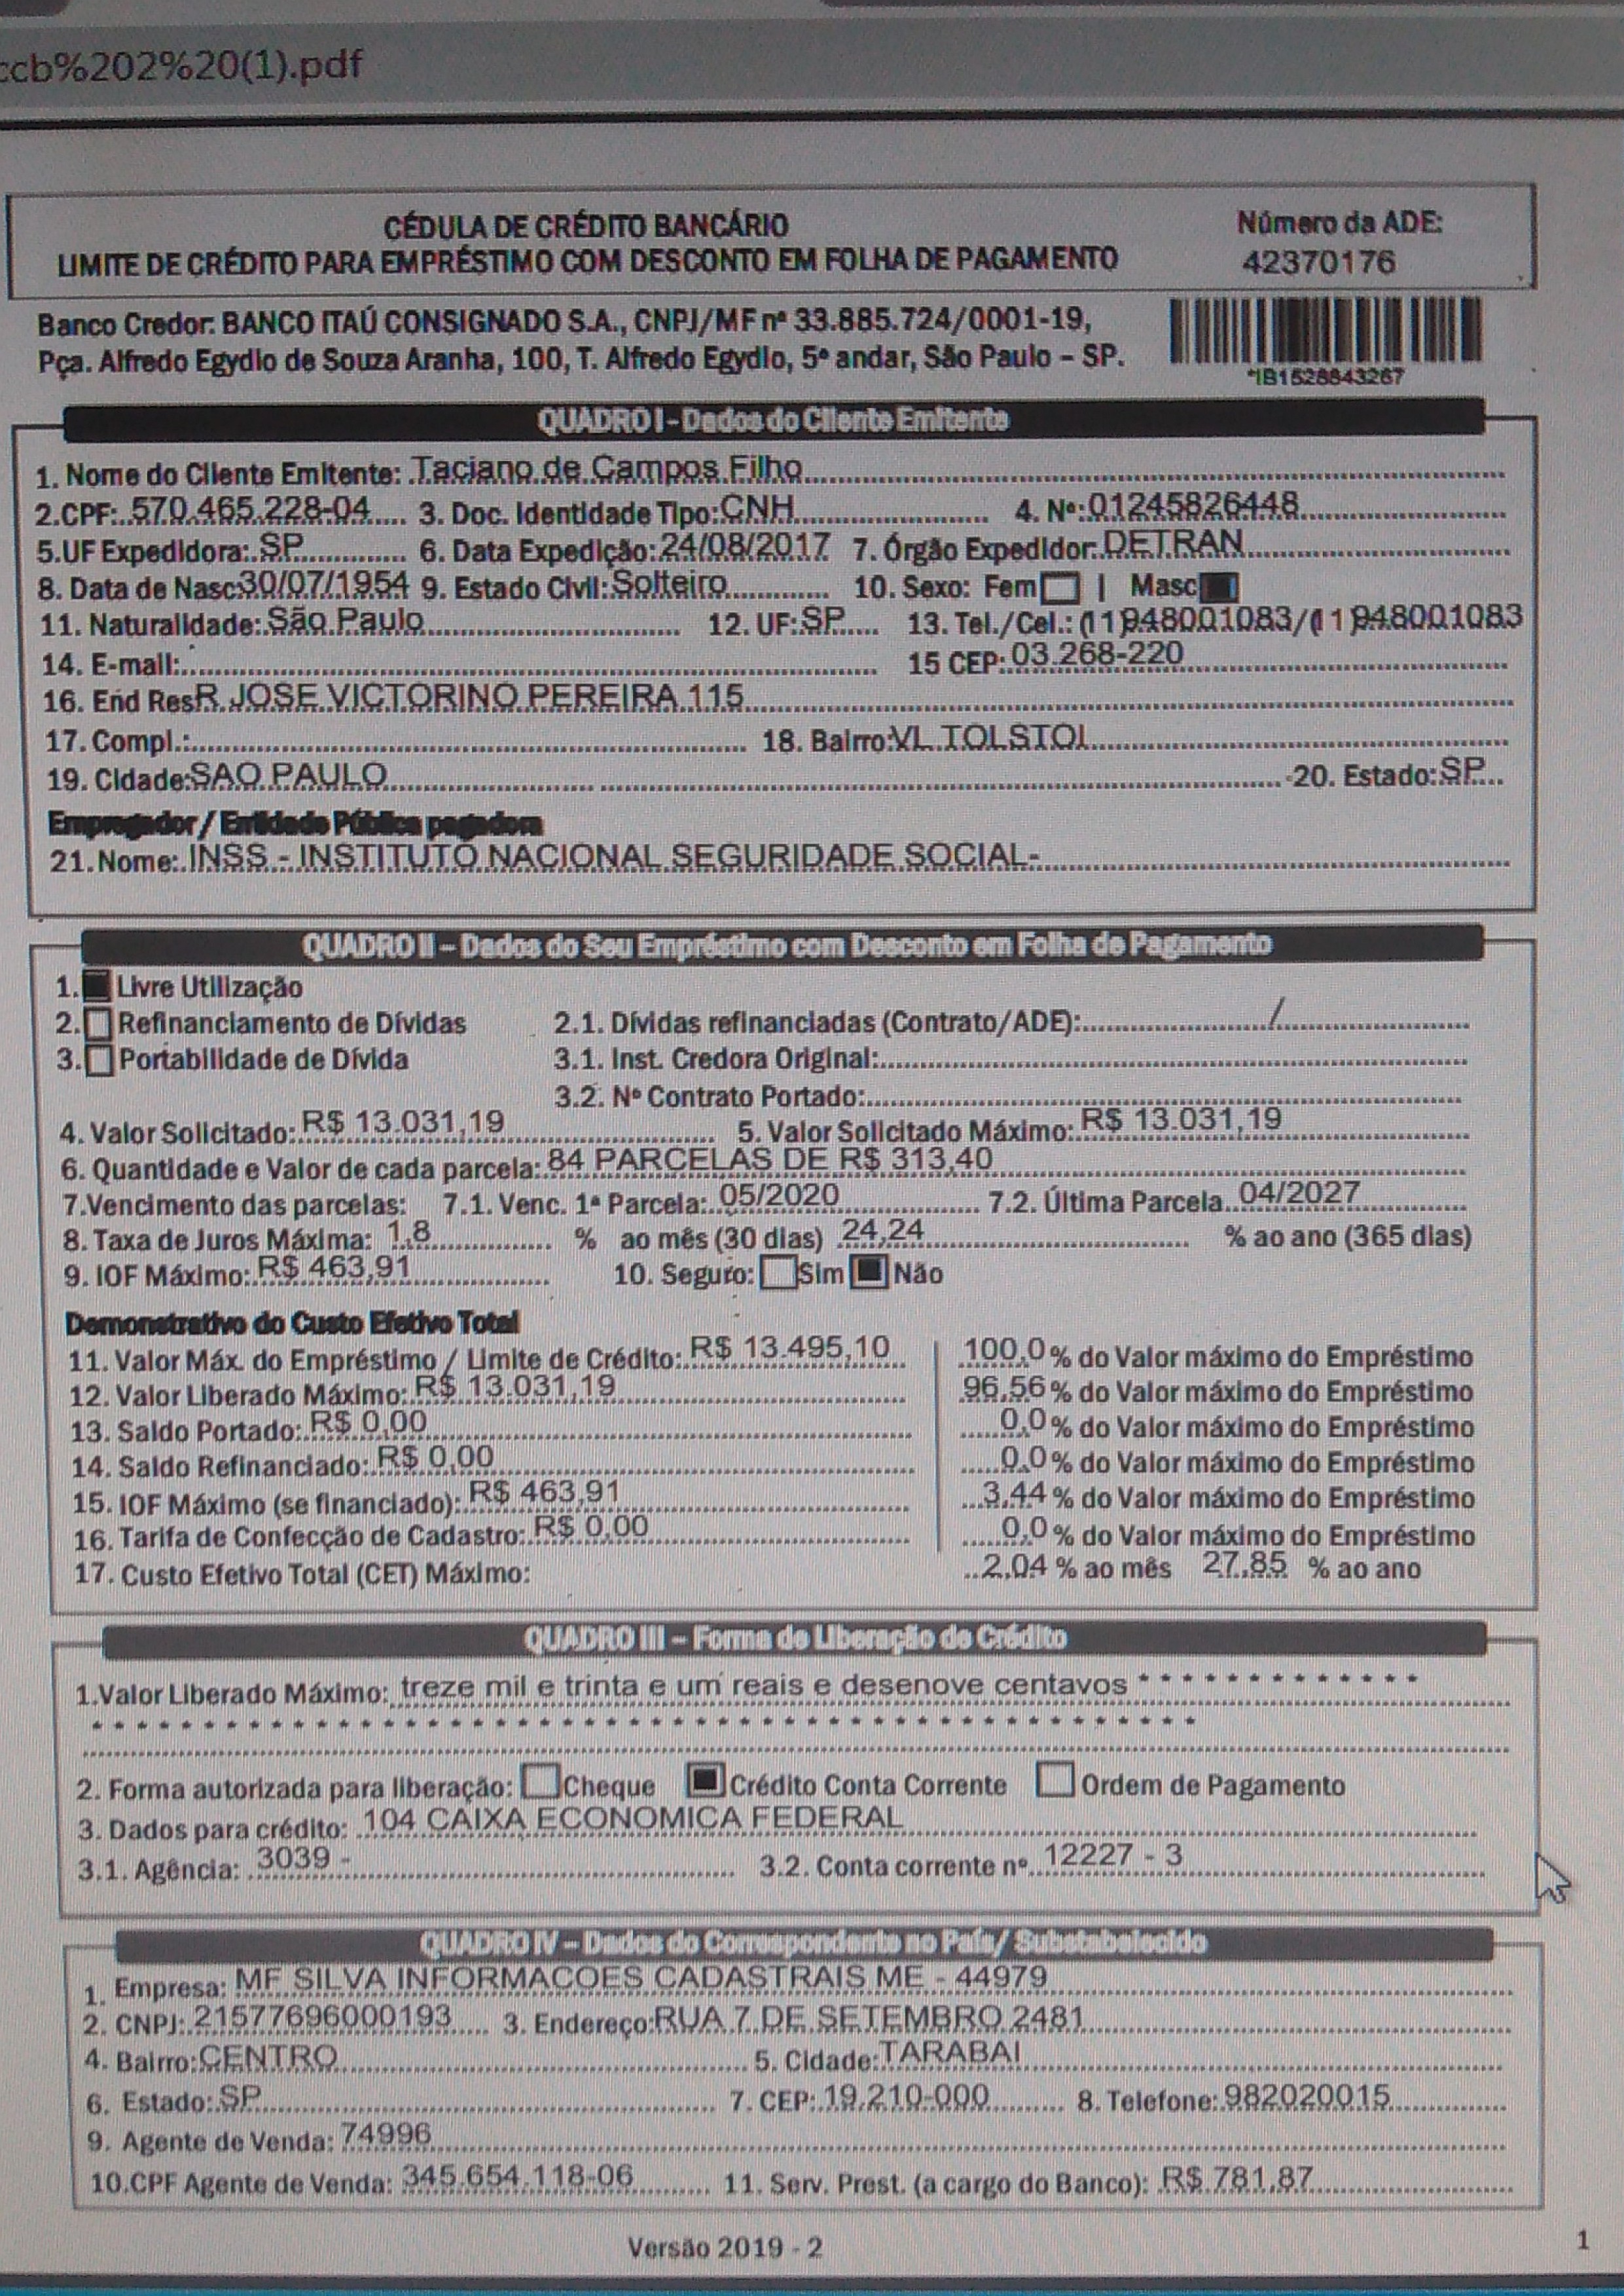 ccb%202%20(1).pdf
CÉDULA DE CRÉDITO BANCÁRIO
LIMITE DE CRÉDITO PARA EMPRÉSTIMO COM DESCONTO EM FOLHA DE PAGAMENTO
Número da ADE:
42370176
Banco Credor: BANCO ITAÚ CONSIGNADO S.A., CNPJ/MF nº 33.885.724/0001-19,
Pça. Alfredo Egydio de Souza Aranha, 100, T. Alfredo Egydio, 5º andar, São Paulo – SP.
*IB1528843267
QUADRO I - Dados do Cliente Emitente
1. Nome do Cliente Emitente: Taciano de Campos Filho
2.CPF: 570.465.228-04 3. Doc. Identidade Tipo: CNH 4. Nº: 01245826448
5.UF Expedidora: SP 6. Data Expedição: 24/08/2017 7. Órgão Expedidor: DETRAN
8. Data de Nasc 30/07/1954 9. Estado Civil: Solteiro 10. Sexo: Fem | Masc
11. Naturalidade: São Paulo 12. UF: SP 13. Tel./Cel.: (11)948001083/(11)948001083
14. E-mail: 15 CEP: 03.268-220
16. End Res R JOSE VICTORINO PEREIRA 115
17. Compl.: 18. Bairro: VL TOLSTOI
19. Cidade: SAO PAULO 20. Estado: SP
Empregador / Entidade Pública pagadora
21. Nome: INSS - INSTITUTO NACIONAL SEGURIDADE SOCIAL-
QUADRO II – Dados do Seu Empréstimo com Desconto em Folha de Pagamento
1. Livre Utilização
2. Refinanciamento de Dívidas 2.1. Dívidas refinanciadas (Contrato/ADE): /
3. Portabilidade de Dívida 3.1. Inst. Credora Original:
3.2. Nº Contrato Portado:
4. Valor Solicitado: R$ 13.031,19 5. Valor Solicitado Máximo: R$ 13.031,19
6. Quantidade e Valor de cada parcela: 84 PARCELAS DE R$ 313,40
7.Vencimento das parcelas: 7.1. Venc. 1ª Parcela: 05/2020 7.2. Última Parcela 04/2027
8. Taxa de Juros Máxima: 1,8 % ao mês (30 dias) 24,24 % ao ano (365 dias)
9. IOF Máximo: R$ 463,91 10. Seguro: Sim Não
Demonstrativo do Custo Efetivo Total
11. Valor Máx. do Empréstimo / Limite de Crédito: R$ 13.495,10 100,0 % do Valor máximo do Empréstimo
12. Valor Liberado Máximo: R$ 13.031,19 96,56 % do Valor máximo do Empréstimo
13. Saldo Portado: R$ 0,00 0,0 % do Valor máximo do Empréstimo
14. Saldo Refinanciado: R$ 0,00 0,0 % do Valor máximo do Empréstimo
15. IOF Máximo (se financiado): R$ 463,91 3,44 % do Valor máximo do Empréstimo
16. Tarifa de Confecção de Cadastro: R$ 0,00 0,0 % do Valor máximo do Empréstimo
17. Custo Efetivo Total (CET) Máximo: 2,04 % ao mês 27,85 % ao ano
QUADRO III – Forma de Liberação do Crédito
1.Valor Liberado Máximo: treze mil e trinta e um reais e desenove centavos * * * * * * * * * * * * *
* * * * * * * * * * * * * * * * * * * * * * * * * * * * * * * * * * * * * * * *
2. Forma autorizada para liberação: Cheque Crédito Conta Corrente Ordem de Pagamento
3. Dados para crédito: 104 CAIXA ECONOMICA FEDERAL
3.1. Agência: 3039 - 3.2. Conta corrente nº 12227 - 3
QUADRO IV – Dados do Correspondente no País/ Substabelecido
1. Empresa: MF SILVA INFORMACOES CADASTRAIS ME - 44979
2. CNPJ: 21577696000193 3. Endereço: RUA 7 DE SETEMBRO 2481
4. Bairro: CENTRO 5. Cidade: TARABAI
6. Estado: SP 7. CEP: 19.210-000 8. Telefone: 982020015
9. Agente de Venda: 74996
10.CPF Agente de Venda: 345.654.118-06 11. Serv. Prest. (a cargo do Banco): R$ 781,87
Versão 2019 - 2
1